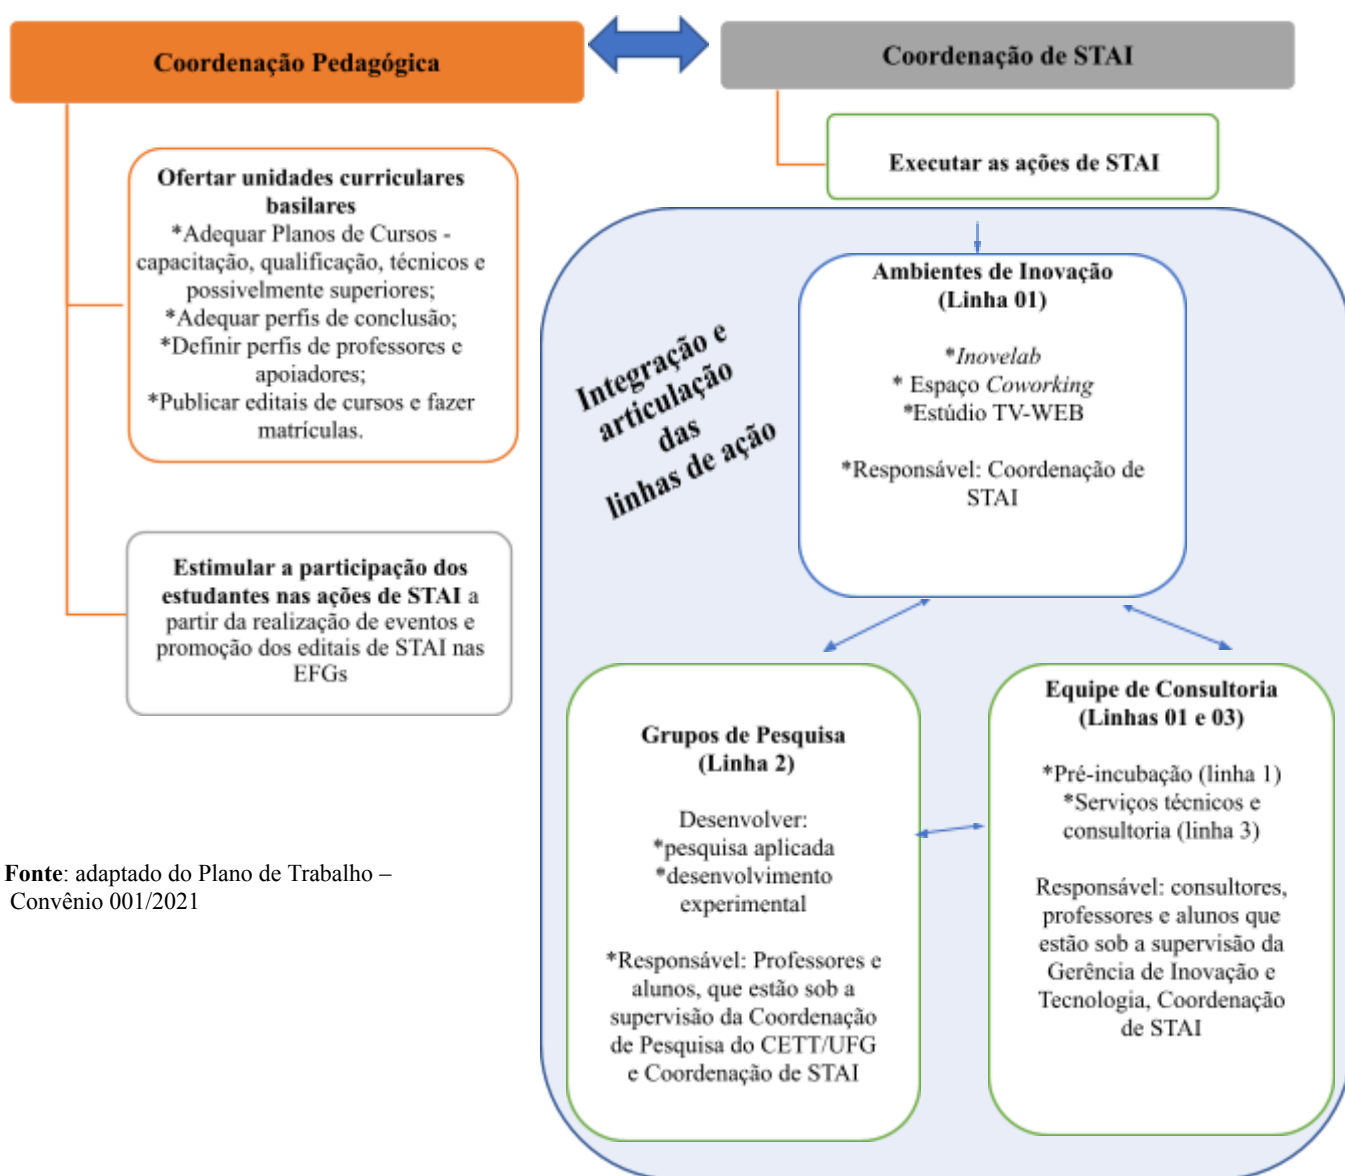 Coordenação Pedagógica
Coordenação de STAI
Ofertar unidades curriculares
basilares
*Adequar Planos de Cursos -
capacitação, qualificação, técnicos e
possivelmente superiores;
*Adequar perfis de conclusão;
*Definir perfis de professores e
apoiadores;
*Publicar editais de cursos e fazer
matrículas.
Estimular a participação dos
estudantes nas ações de STAI a
partir da realização de eventos e
promoção dos editais de STAI nas
EFGs
Executar as ações de STAI
Integração e
articulação
das
linhas de ação
Ambientes de Inovação
(Linha 01)
*Inovelab
* Espaço Coworking
*Estúdio TV-WEB
*Responsável: Coordenação de
STAI
Grupos de Pesquisa
(Linha 2)
Desenvolver:
*pesquisa aplicada
*desenvolvimento
experimental
*Responsável: Professores e
alunos, que estão sob a
supervisão da Coordenação
de Pesquisa do CETT/UFG
e Coordenação de STAI
Equipe de Consultoria
(Linhas 01 e 03)
*Pré-incubação (linha 1)
*Serviços técnicos e
consultoria (linha 3)
Responsável: consultores,
professores e alunos que
estão sob a supervisão da
Gerência de Inovação e
Tecnologia, Coordenação
de STAI
Fonte: adaptado do Plano de Trabalho –
Convênio 001/2021